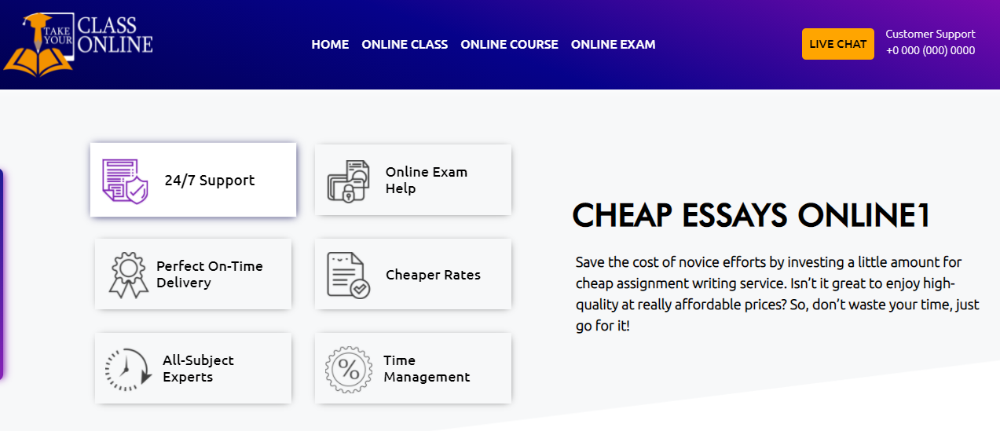 TAKE YOUR CLASS ONLINE
HOME ONLINE CLASS ONLINE COURSE ONLINE EXAM
LIVE CHAT
Customer Support
+0 000 (000) 0000
24/7 Support
Online Exam
Help
Perfect On-Time
Delivery
Cheaper Rates
All-Subject
Experts
%
Time
Management
CHEAP ESSAYS ONLINE1
Save the cost of novice efforts by investing a little amount for
cheap assignment writing service. Isn’t it great to enjoy high-
quality at really affordable prices? So, don’t waste your time, just
go for it!